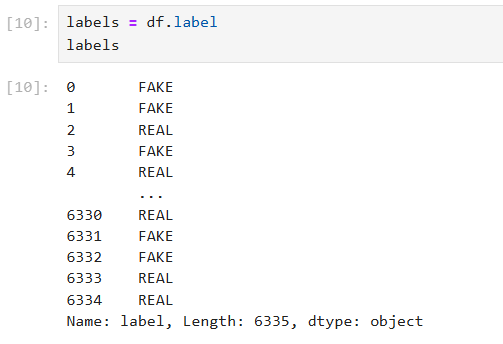 [10]: labels = df.label
labels
[10]: 0 FAKE
1 FAKE
2 REAL
3 FAKE
4 REAL
...
6330 REAL
6331 FAKE
6332 FAKE
6333 REAL
6334 REAL
Name: label, Length: 6335, dtype: object